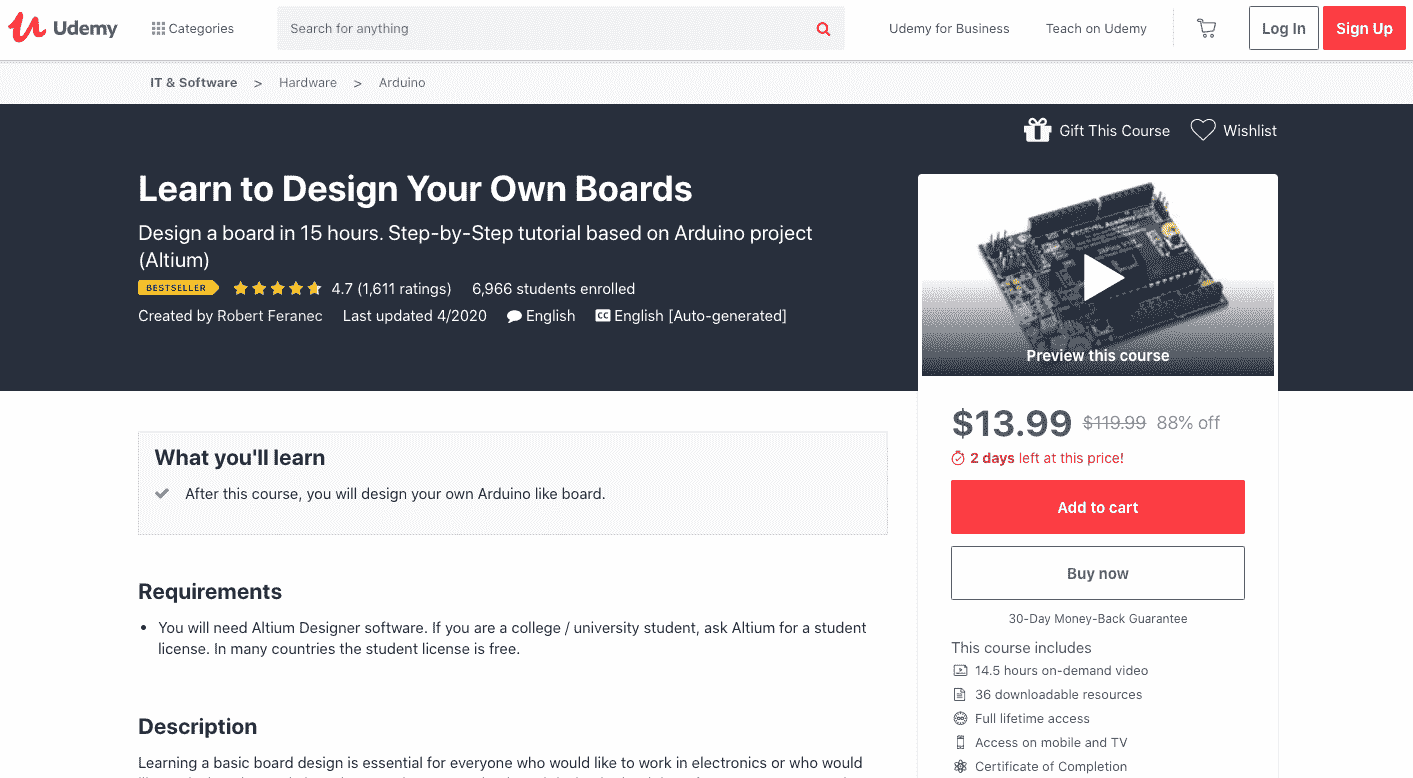 Udemy
Categories
Search for anything
Udemy for Business
Teach on Udemy
Log In
Sign Up
IT & Software > Hardware > Arduino
Gift This Course
Wishlist
Learn to Design Your Own Boards
Design a board in 15 hours. Step-by-Step tutorial based on Arduino project
(Altium)
BESTSELLER 4.7 (1,611 ratings) 6,966 students enrolled
Created by Robert Feranec Last updated 4/2020 English CC English [Auto-generated]
Preview this course
$13.99 $119.99 88% off
2 days left at this price!
Add to cart
Buy now
30-Day Money-Back Guarantee
This course includes
14.5 hours on-demand video
36 downloadable resources
Full lifetime access
Access on mobile and TV
Certificate of Completion
What you'll learn
After this course, you will design your own Arduino like board.
Requirements
You will need Altium Designer software. If you are a college / university student, ask Altium for a student
license. In many countries the student license is free.
Description
Learning a basic board design is essential for everyone who would like to work in electronics or who would